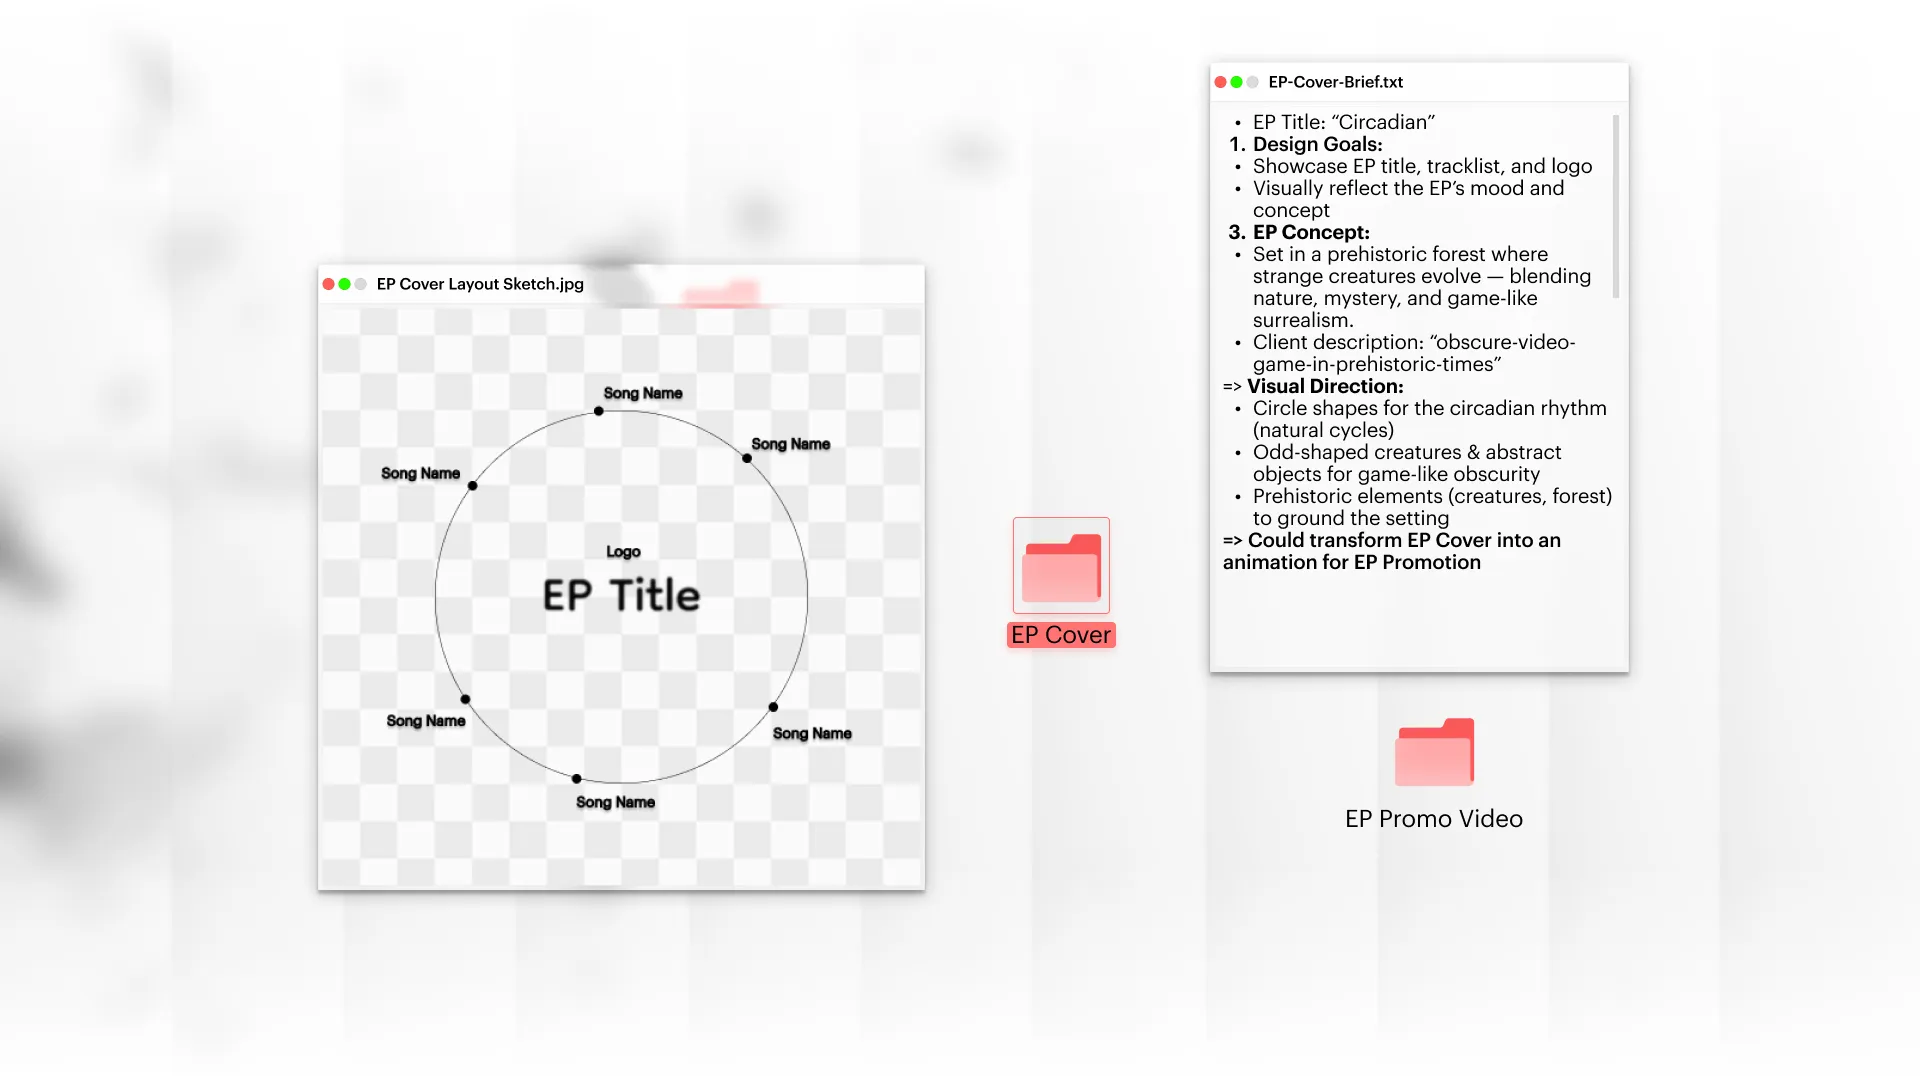 EP Cover Layout Sketch.jpg
Song Name
Song Name
Song Name
Logo
EP Title
Song Name
Song Name
Song Name
EP Cover
EP-Cover-Brief.txt
• EP Title: “Circadian”
1. Design Goals:
• Showcase EP title, tracklist, and logo
• Visually reflect the EP’s mood and
concept
3. EP Concept:
• Set in a prehistoric forest where
strange creatures evolve — blending
nature, mystery, and game-like
surrealism.
• Client description: “obscure-video-
game-in-prehistoric-times”
=> Visual Direction:
• Circle shapes for the circadian rhythm
(natural cycles)
• Odd-shaped creatures & abstract
objects for game-like obscurity
• Prehistoric elements (creatures, forest)
to ground the setting
=> Could transform EP Cover into an
animation for EP Promotion
EP Promo Video